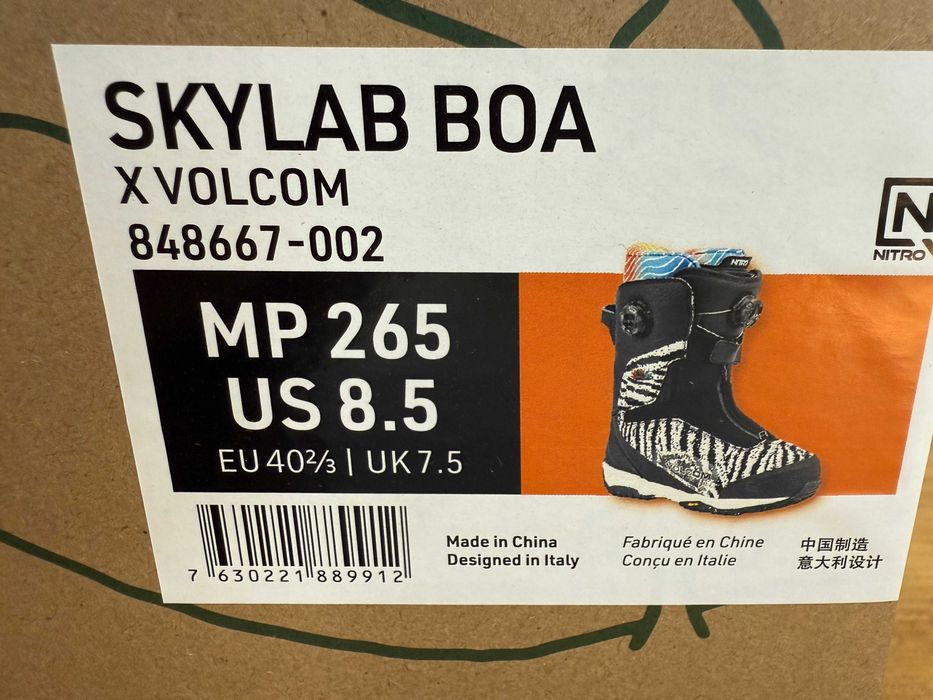 SKYLAB BOA
X VOLCOM
848667-002
NITRO
NITRO
MP 265
US 8.5
EU 40⅔ | UK 7.5
7 630221 889912
Made in China
Designed in Italy
Fabriqué en Chine
Conçu en Italie
中国制造
意大利设计